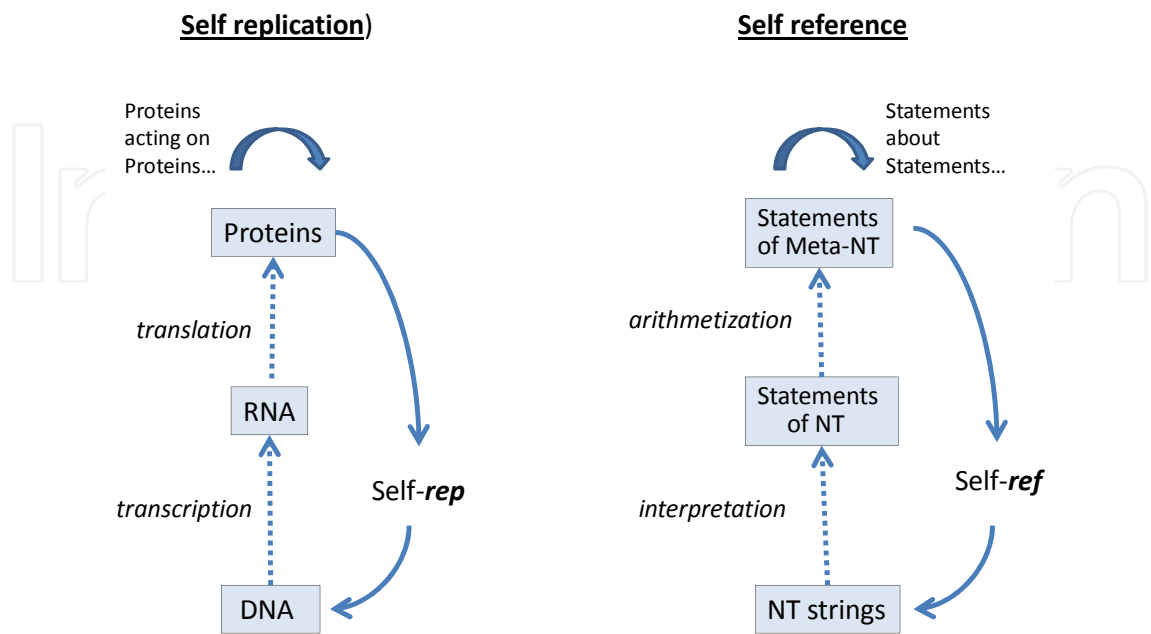 Self replication)
Proteins
acting on
Proteins...
Proteins
translation
RNA
Self-rep
transcription
DNA
Self reference
Statements
about
Statements...
Statements
of Meta-NT
arithmetization
Statements
of NT
Self-ref
interpretation
NT strings